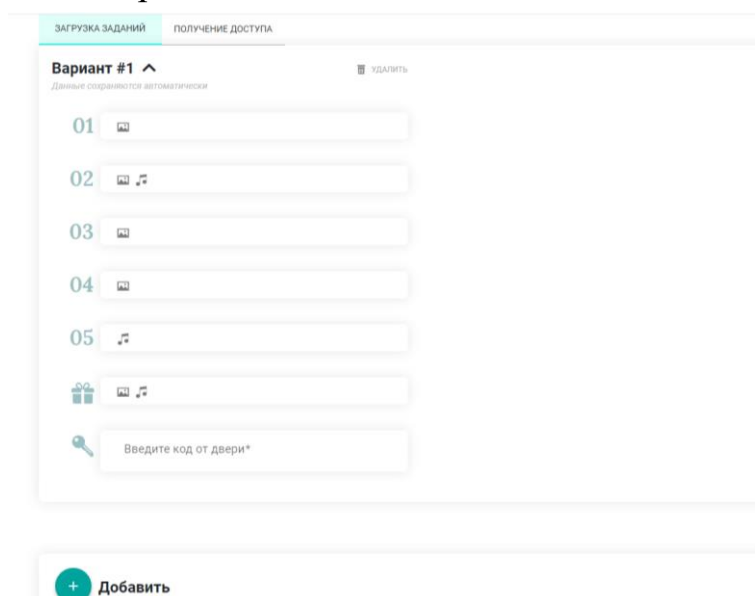 ЗАГРУЗКА ЗАДАНИЙ ПОЛУЧЕНИЕ ДОСТУПА
Вариант #1 УДАЛИТЬ
Данные сохраняются автоматически
01
02
03
04
05
Введите код от двери*
+ Добавить